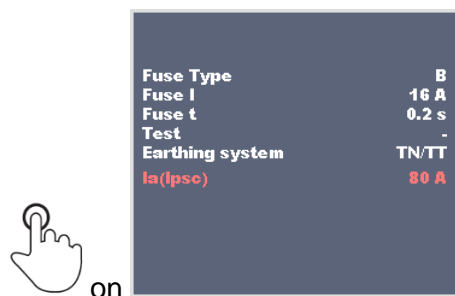 Fuse Type B
Fuse I 16 A
Fuse t 0.2 s
Test -
Earthing system TN/TT
Ia(Ipsc) 80 A
on